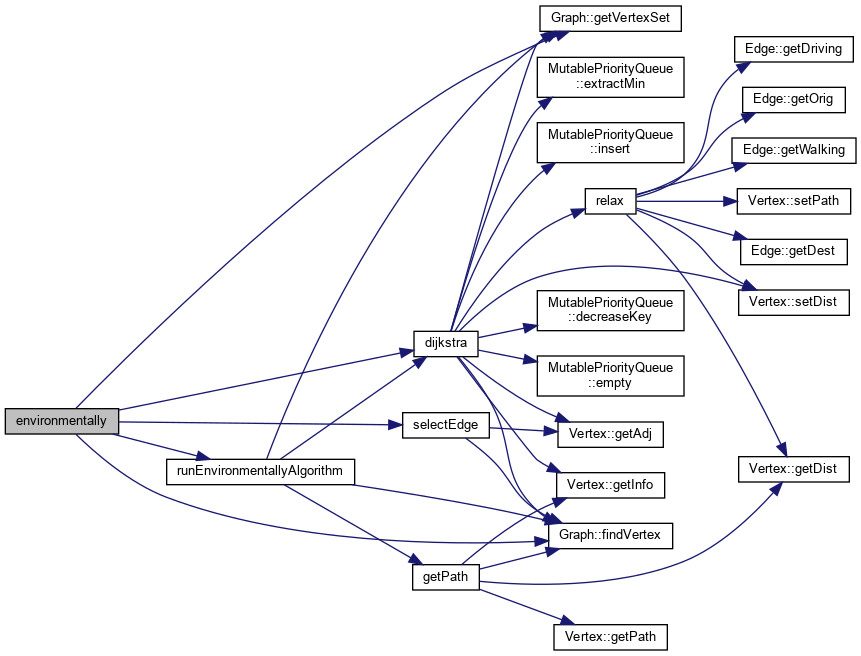 Graph::getVertexSet
Edge::getDriving
MutablePriorityQueue
::extractMin
Edge::getOrig
MutablePriorityQueue
::insert
Edge::getWalking
relax
Vertex::setPath
Edge::getDest
MutablePriorityQueue
::decreaseKey
Vertex::setDist
dijkstra
MutablePriorityQueue
::empty
environmentally
selectEdge
Vertex::getAdj
runEnvironmentallyAlgorithm
Vertex::getDist
Vertex::getInfo
Graph::findVertex
getPath
Vertex::getPath